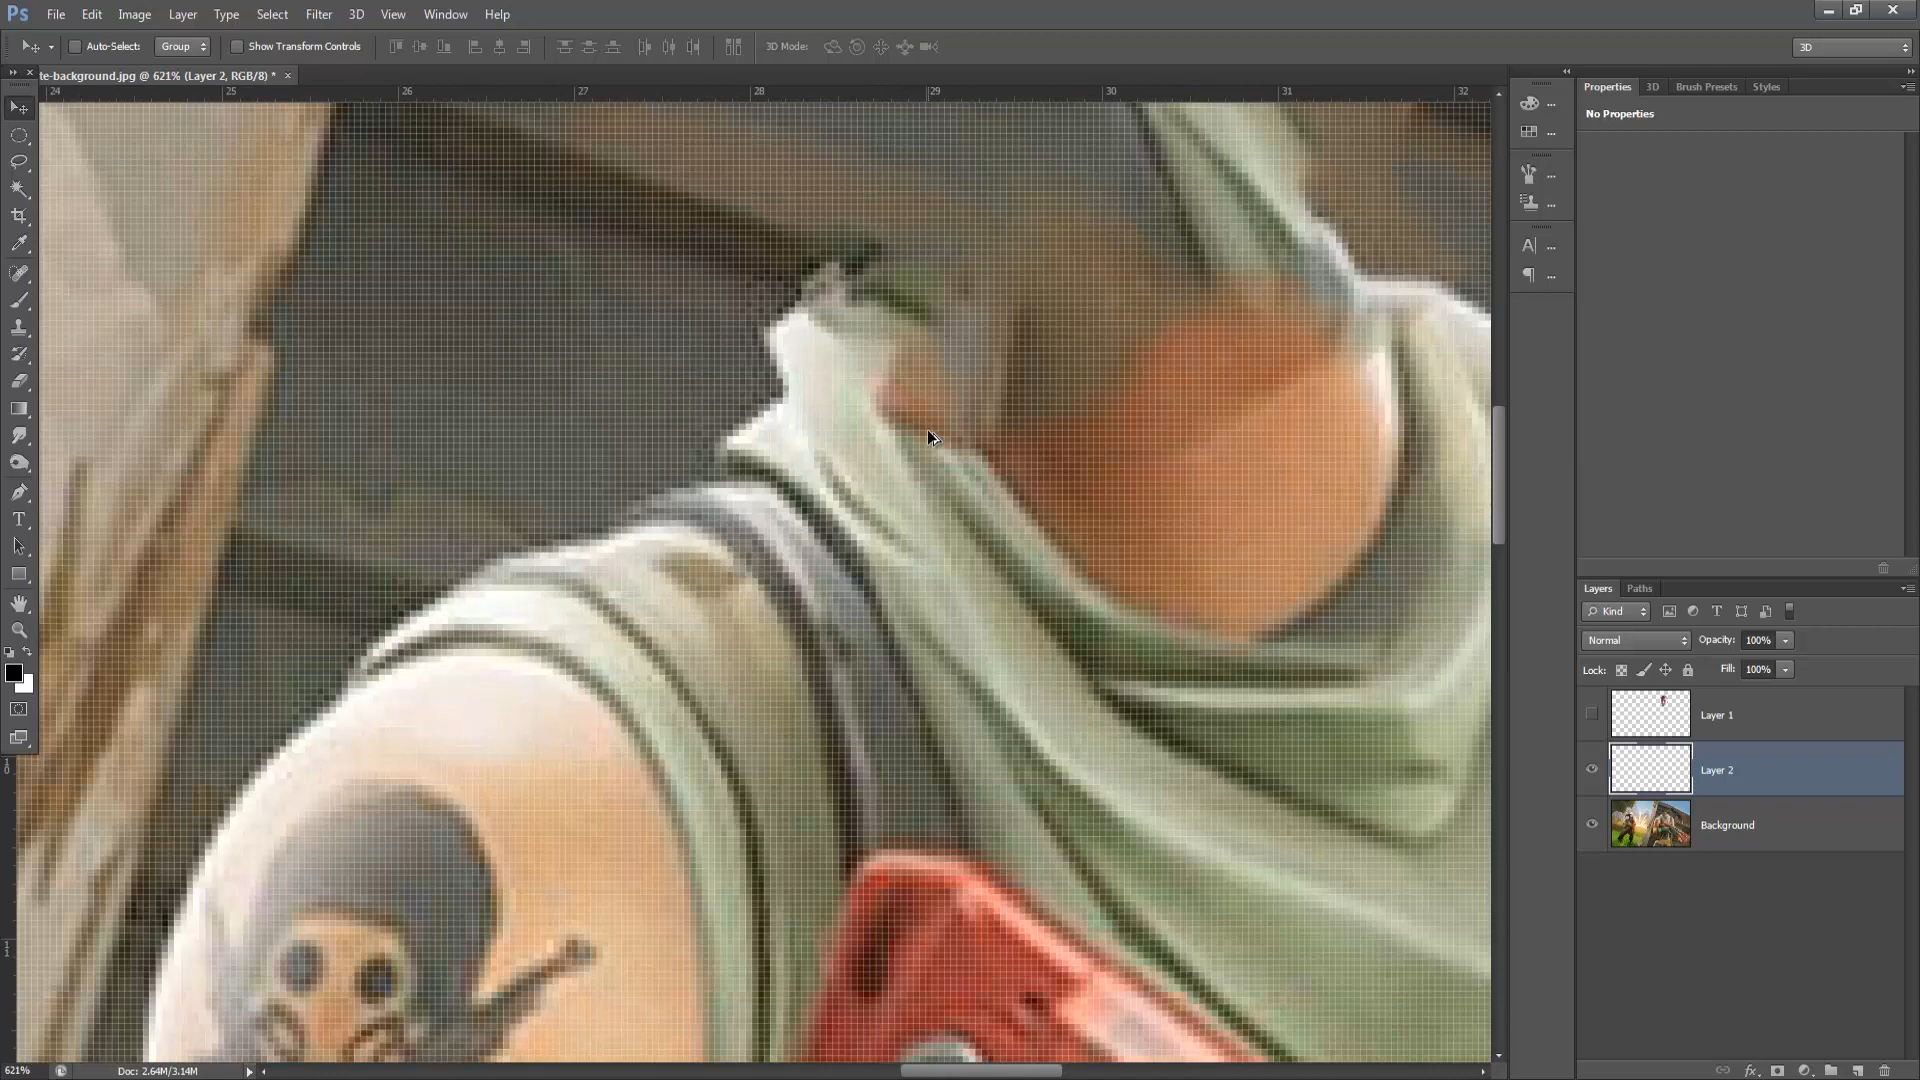 Ps File Edit Image Layer Type Select Filter 3D View Window Help
Auto-Select: Group Show Transform Controls 3D Mode: 3D
te-background.jpg @ 621% (Layer 2, RGB/8) * ×
24 25 26 27 28 29 30 31 32
Properties 3D Brush Presets Styles
No Properties
Layers Paths
Kind
Normal Opacity: 100%
Lock: Fill: 100%
Layer 1
Layer 2
Background
10
11
621% Doc: 2.64M/3.14M